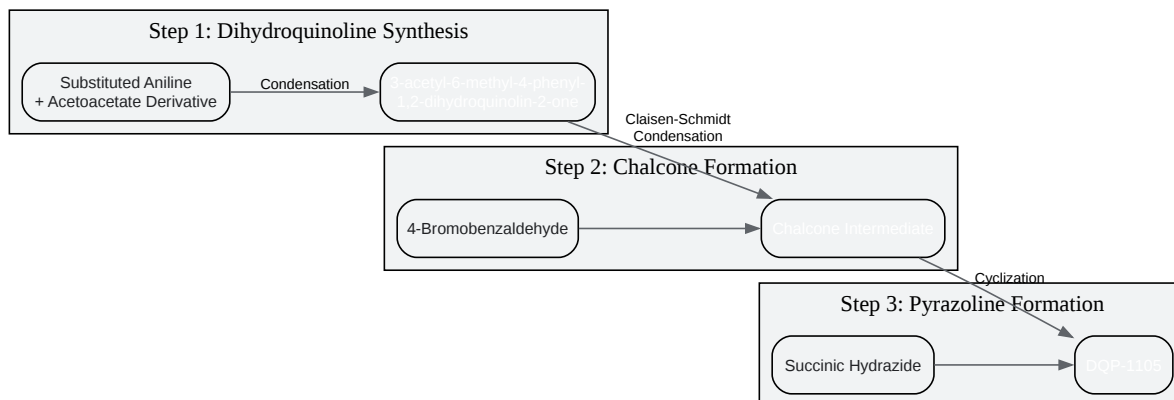 Step 1: Dihydroquinoline Synthesis
Substituted Aniline
+ Acetoacetate Derivative
Condensation
3-acetyl-6-methyl-4-phenyl-
1,2-dihydroquinolin-2-one
Claisen-Schmidt
Condensation
Step 2: Chalcone Formation
4-Bromobenzaldehyde
Chalcone Intermediate
Cyclization
Step 3: Pyrazoline Formation
Succinic Hydrazide
DQP-1105